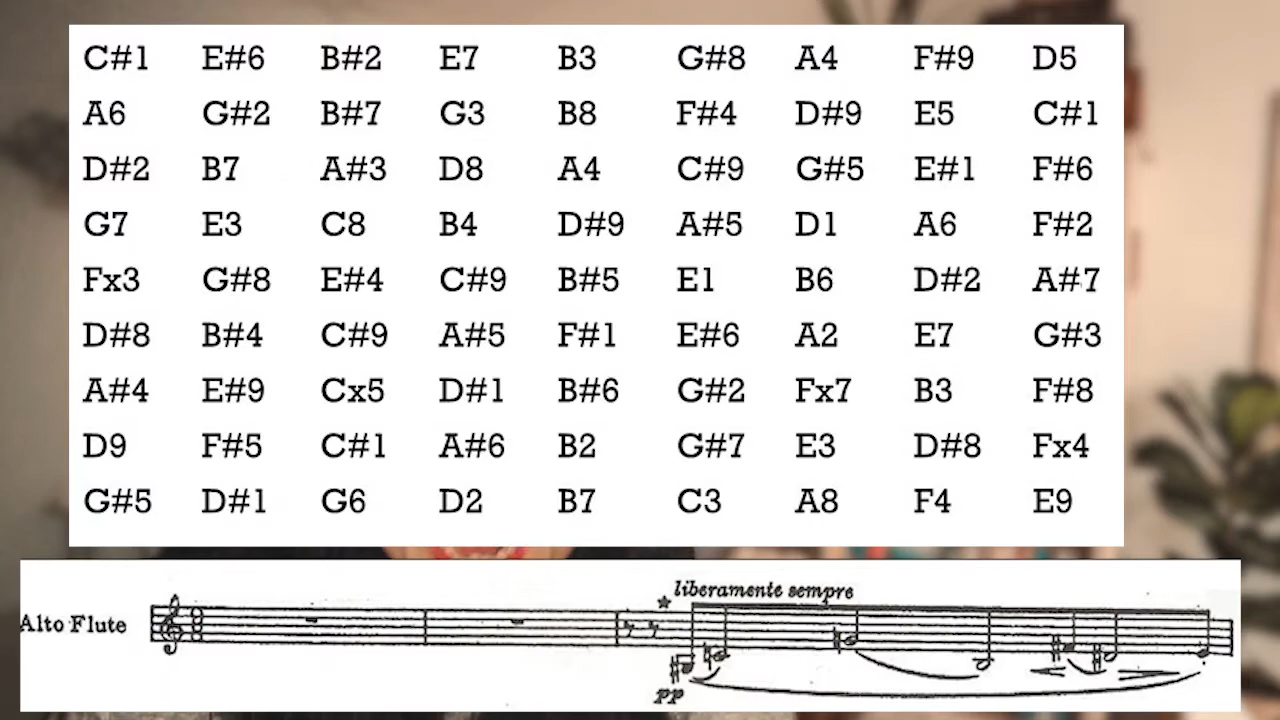 C#1 E#6 B#2 E7 B3 G#8 A4 F#9 D5
A6 G#2 B#7 G3 B8 F#4 D#9 E5 C#1
D#2 B7 A#3 D8 A4 C#9 G#5 E#1 F#6
G7 E3 C8 B4 D#9 A#5 D1 A6 F#2
Fx3 G#8 E#4 C#9 B#5 E1 B6 D#2 A#7
D#8 B#4 C#9 A#5 F#1 E#6 A2 E7 G#3
A#4 E#9 Cx5 D#1 B#6 G#2 Fx7 B3 F#8
D9 F#5 C#1 A#6 B2 G#7 E3 D#8 Fx4
G#5 D#1 G6 D2 B7 C3 A8 F4 E9
liberamente sempre
Alto Flute
pp